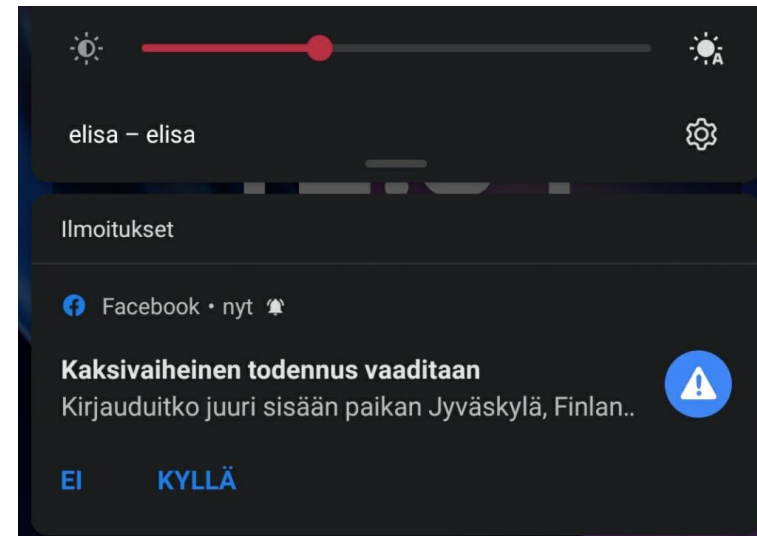 elisa – elisa
Ilmoitukset
Facebook • nyt
Kaksivaiheinen todennus vaaditaan
Kirjauduitko juuri sisään paikan Jyväskylä, Finlan..
EI KYLLÄ